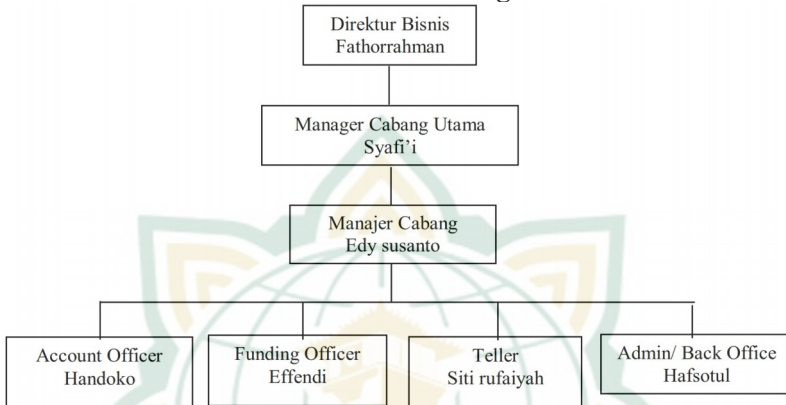 Direktur Bisnis
Fathorrahman
Manager Cabang Utama
Syafi’i
Manajer Cabang
Edy susanto
Account Officer
Handoko
Funding Officer
Effendi
Teller
Siti rufaiyah
Admin/ Back Office
Hafsotul